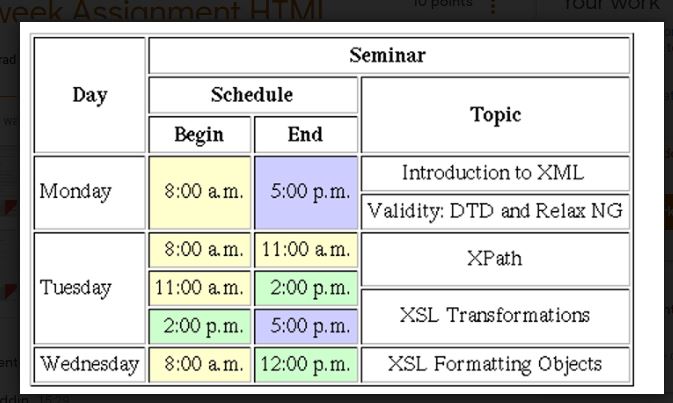 week Assignment HTML
10 points
Your work
Day
Seminar
Schedule
Topic
Begin
End
Monday
8:00 a.m.
5:00 p.m.
Introduction to XML
Validity: DTD and Relax NG
Tuesday
8:00 a.m.
11:00 a.m.
XPath
11:00 a.m.
2:00 p.m.
XSL Transformations
2:00 p.m.
5:00 p.m.
Wednesday
8:00 a.m.
12:00 p.m.
XSL Formatting Objects